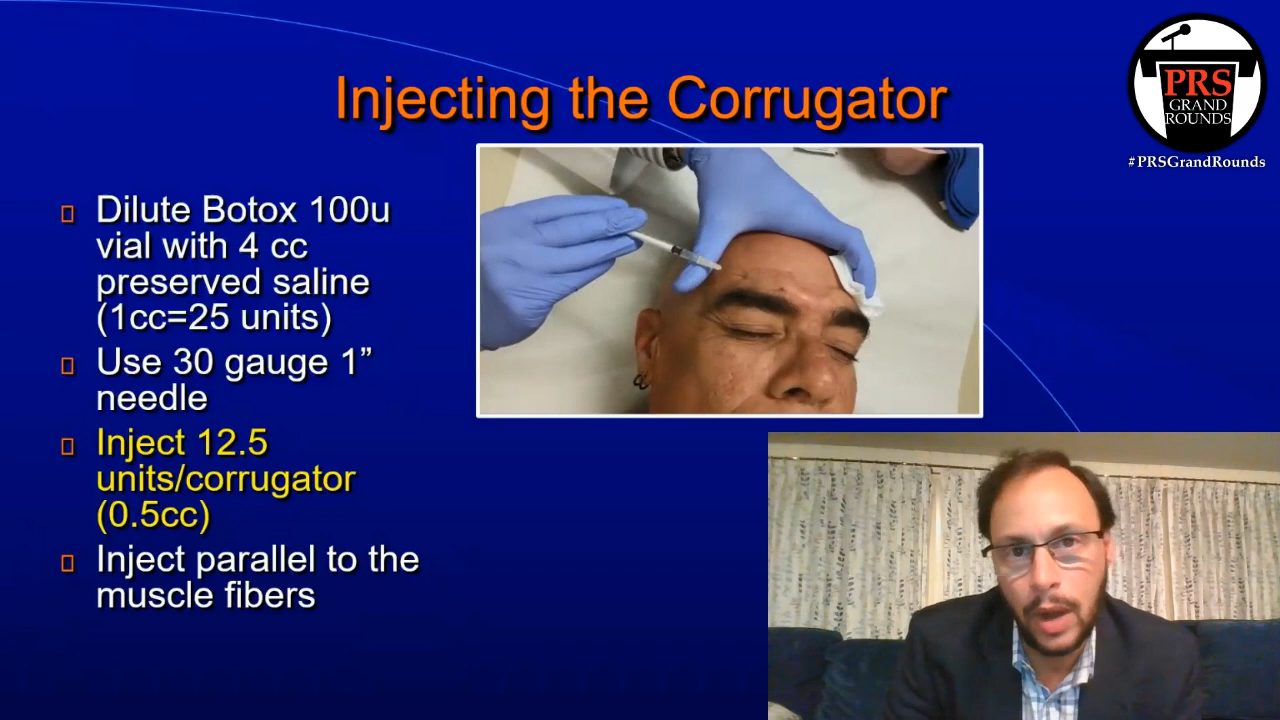 Injecting the Corrugator
PRS
GRAND
ROUNDS
#PRSGrandRounds
Dilute Botox 100u
vial with 4 cc
preserved saline
(1cc=25 units)
Use 30 gauge 1”
needle
Inject 12.5
units/corrugator
(0.5cc)
Inject parallel to the
muscle fibers